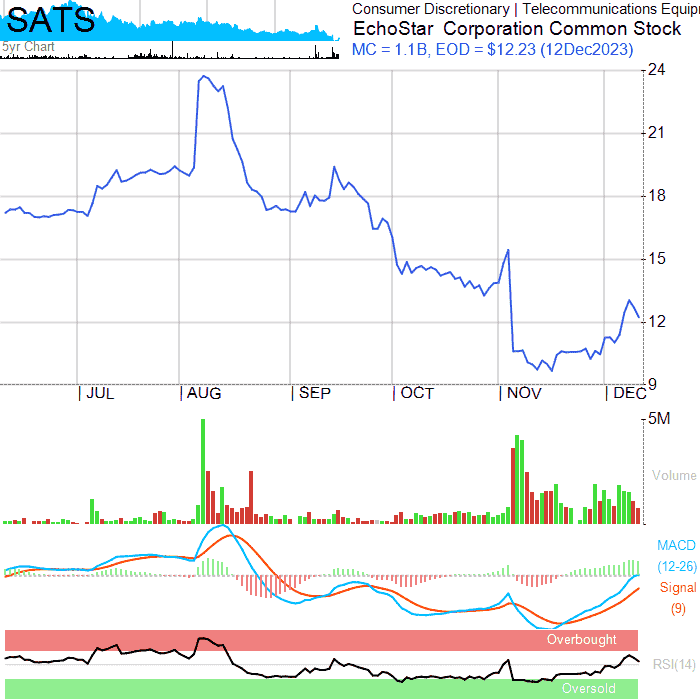 SATS
5yr Chart
Consumer Discretionary | Telecommunications Equip
EchoStar Corporation Common Stock
MC = 1.1B, EOD = $12.23 (12Dec2023)
24
21
18
15
12
9
JUL
AUG
SEP
OCT
NOV
DEC
5M
Volume
MACD
(12-26)
Signal
(9)
Overbought
RSI(14)
Oversold